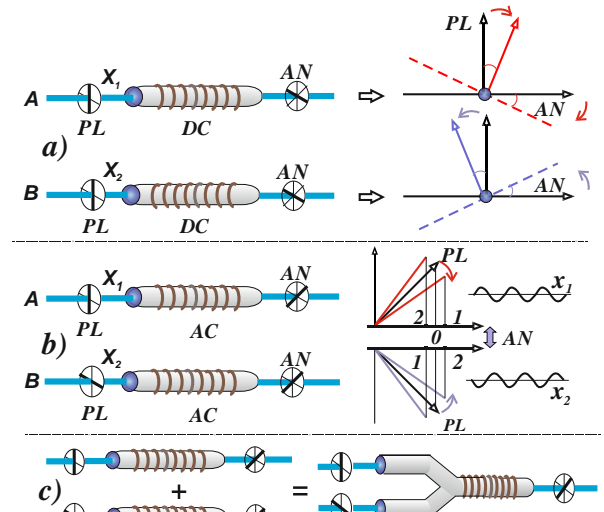 PL
A X₁ AN
PL DC AN
a)
B X₂ AN AN
PL DC
A X₁ AN PL x₁
PL AC 2 1
b) 0 AN
B X₂ AN 1 2
PL AC PL x₂
c) + =